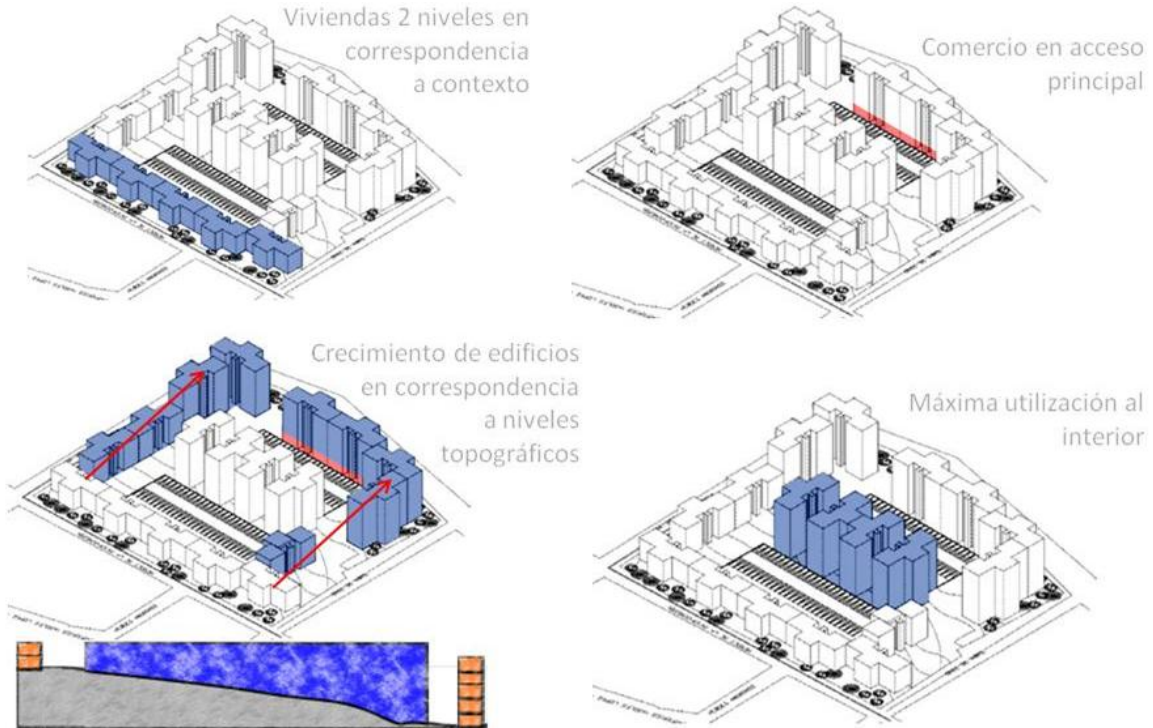 Viviendas 2 niveles en
correspondencia
a contexto
Comercio en acceso
principal
Crecimiento de edificios
en correspondencia
a niveles
topográficos
Máxima utilización al
interior